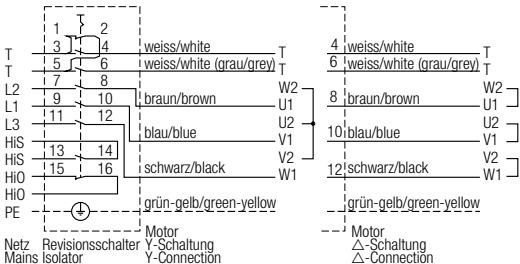 1 2
T 3 4 weiss/white T 4 weiss/white T
T 5 6 weiss/white (grau/grey) T 6 weiss/white (grau/grey) T
L2 7 8 W2 W2
L1 9 10 braun/brown U1 8 braun/brown U1
L3 11 12 U2 U2
HiS blau/blue V1 10 blau/blue V1
HiS 13 14 V2 V2
HiO 15 16 schwarz/black W1 12 schwarz/black W1
HiO
PE grün-gelb/green-yellow grün-gelb/green-yellow
Motor Motor
Netz Revisionsschalter Y-Schaltung △-Schaltung
Mains Isolator Y-Connection △-Connection